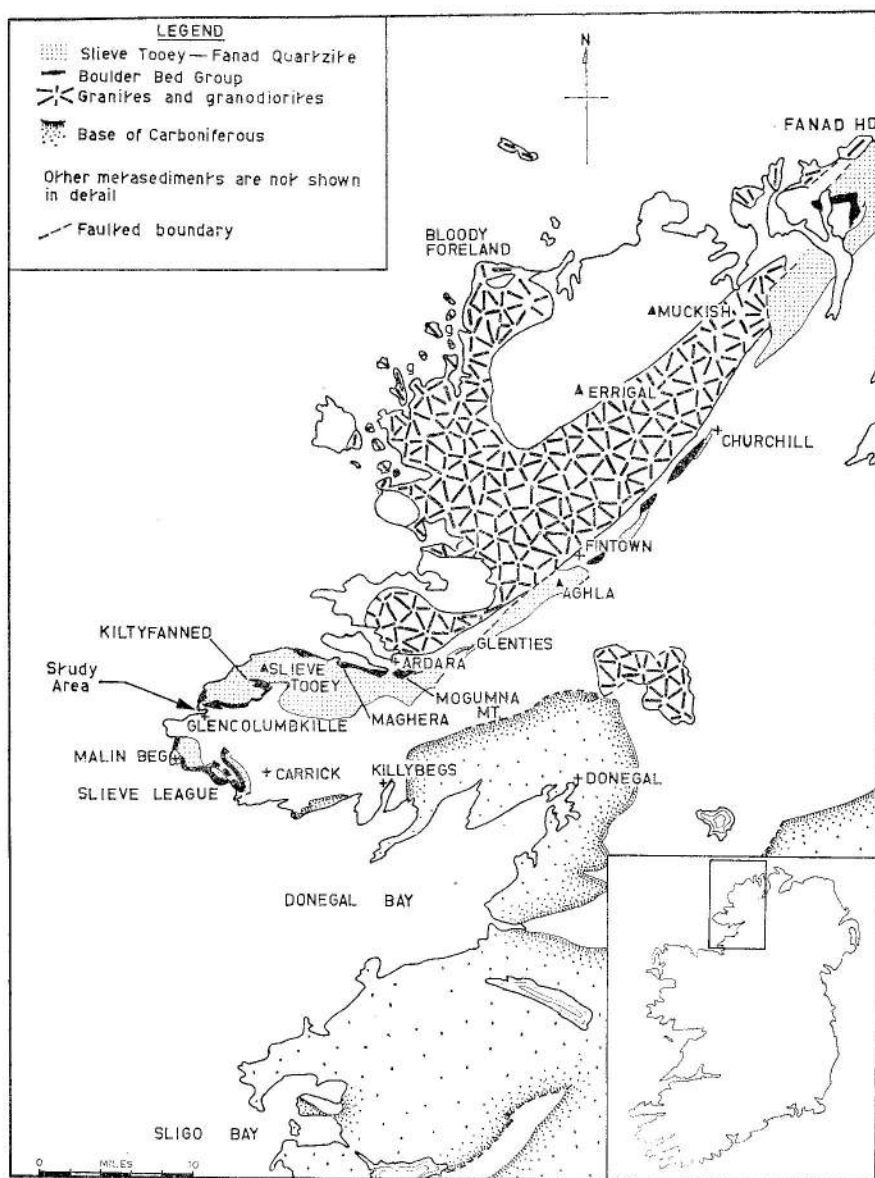 LEGEND
Slieve Tooey — Fanad Quartzite
Boulder Bed Group
Granites and granodiorites
Base of Carboniferous
Other metasediments are not shown
in detail
Faulted boundary
N
FANAD HD
BLOODY
FORELAND
g
g
MUCKISH
ERRIGAL
CHURCHILL
FINTOWN
AGHLA
GLENTIES
KILTYFANNED
ARDARA
SLIEVE
TOOEY
Study
Area
MOGUMNA
MT.
MAGHERA
GLENCOLUMBKILLE
MALIN BEG
CARRICK
KILLYBEGS
DONEGAL
SLIEVE LEAGUE
DONEGAL BAY
SLIGO BAY
0 MILES 10